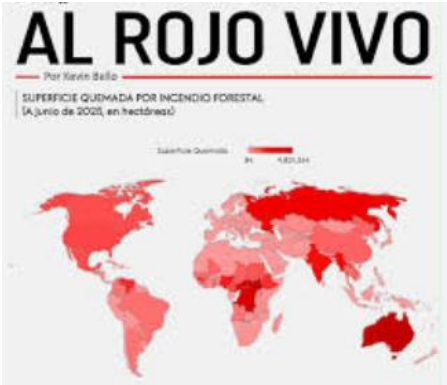 AL ROJO VIVO
Por Kevin Bello
SUPERFICIE QUEMADA POR INCENDIO FORESTAL
(A junio de 2025, en hectáreas)
Superficie Quemada